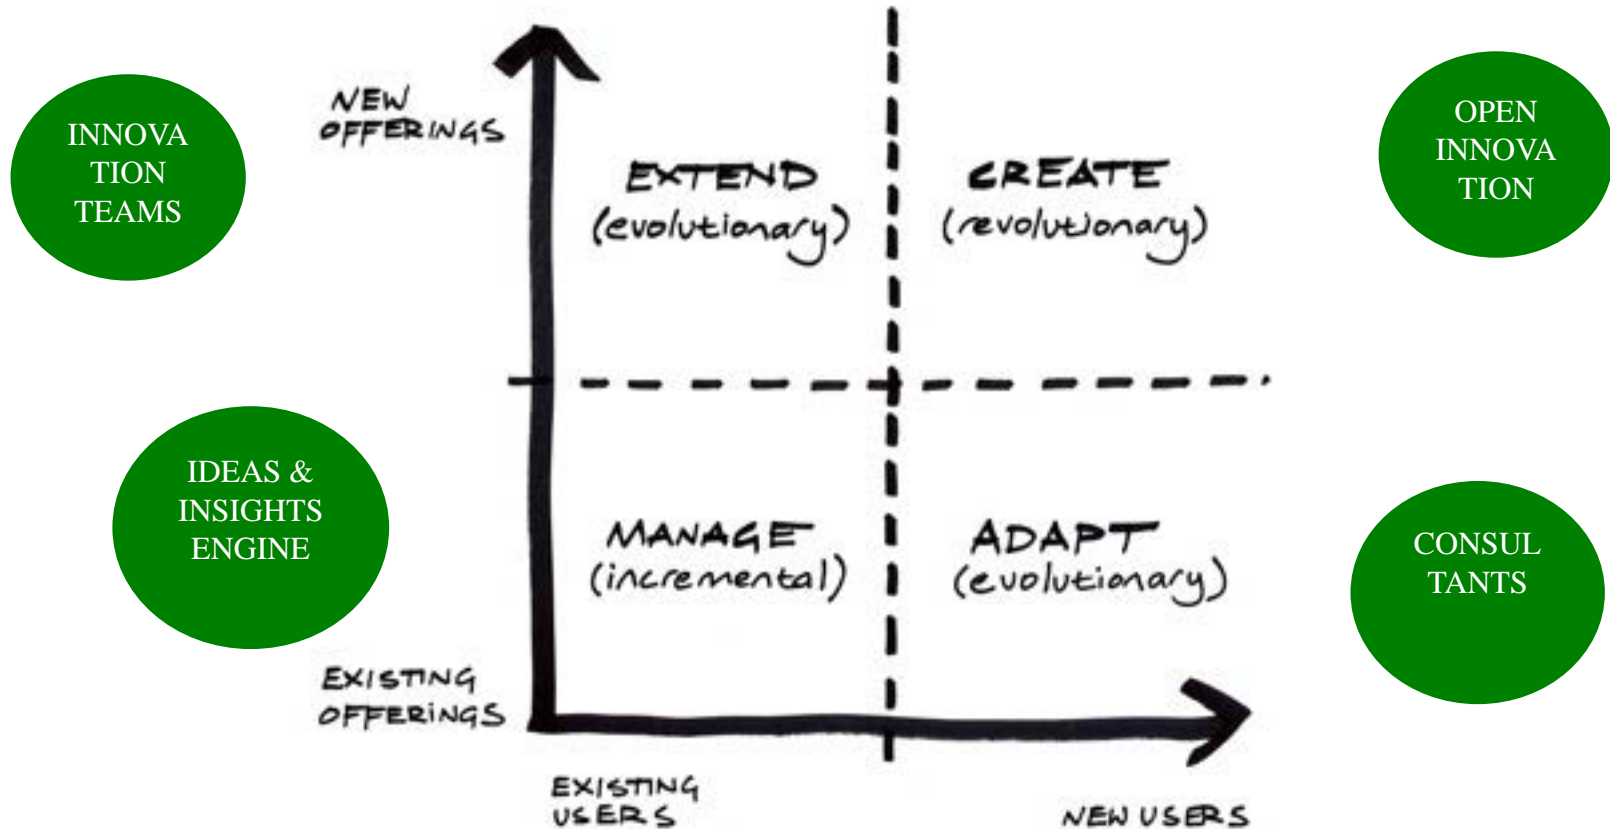 INNOVA
TION
TEAMS
NEW
OFFERINGS
EXTEND
(evolutionary)
CREATE
(revolutionary)
OPEN
INNOVA
TION
IDEAS &
INSIGHTS
ENGINE
MANAGE
(incremental)
ADAPT
(evolutionary)
CONSUL
TANTS
EXISTING
OFFERINGS
EXISTING
USERS
NEW USERS